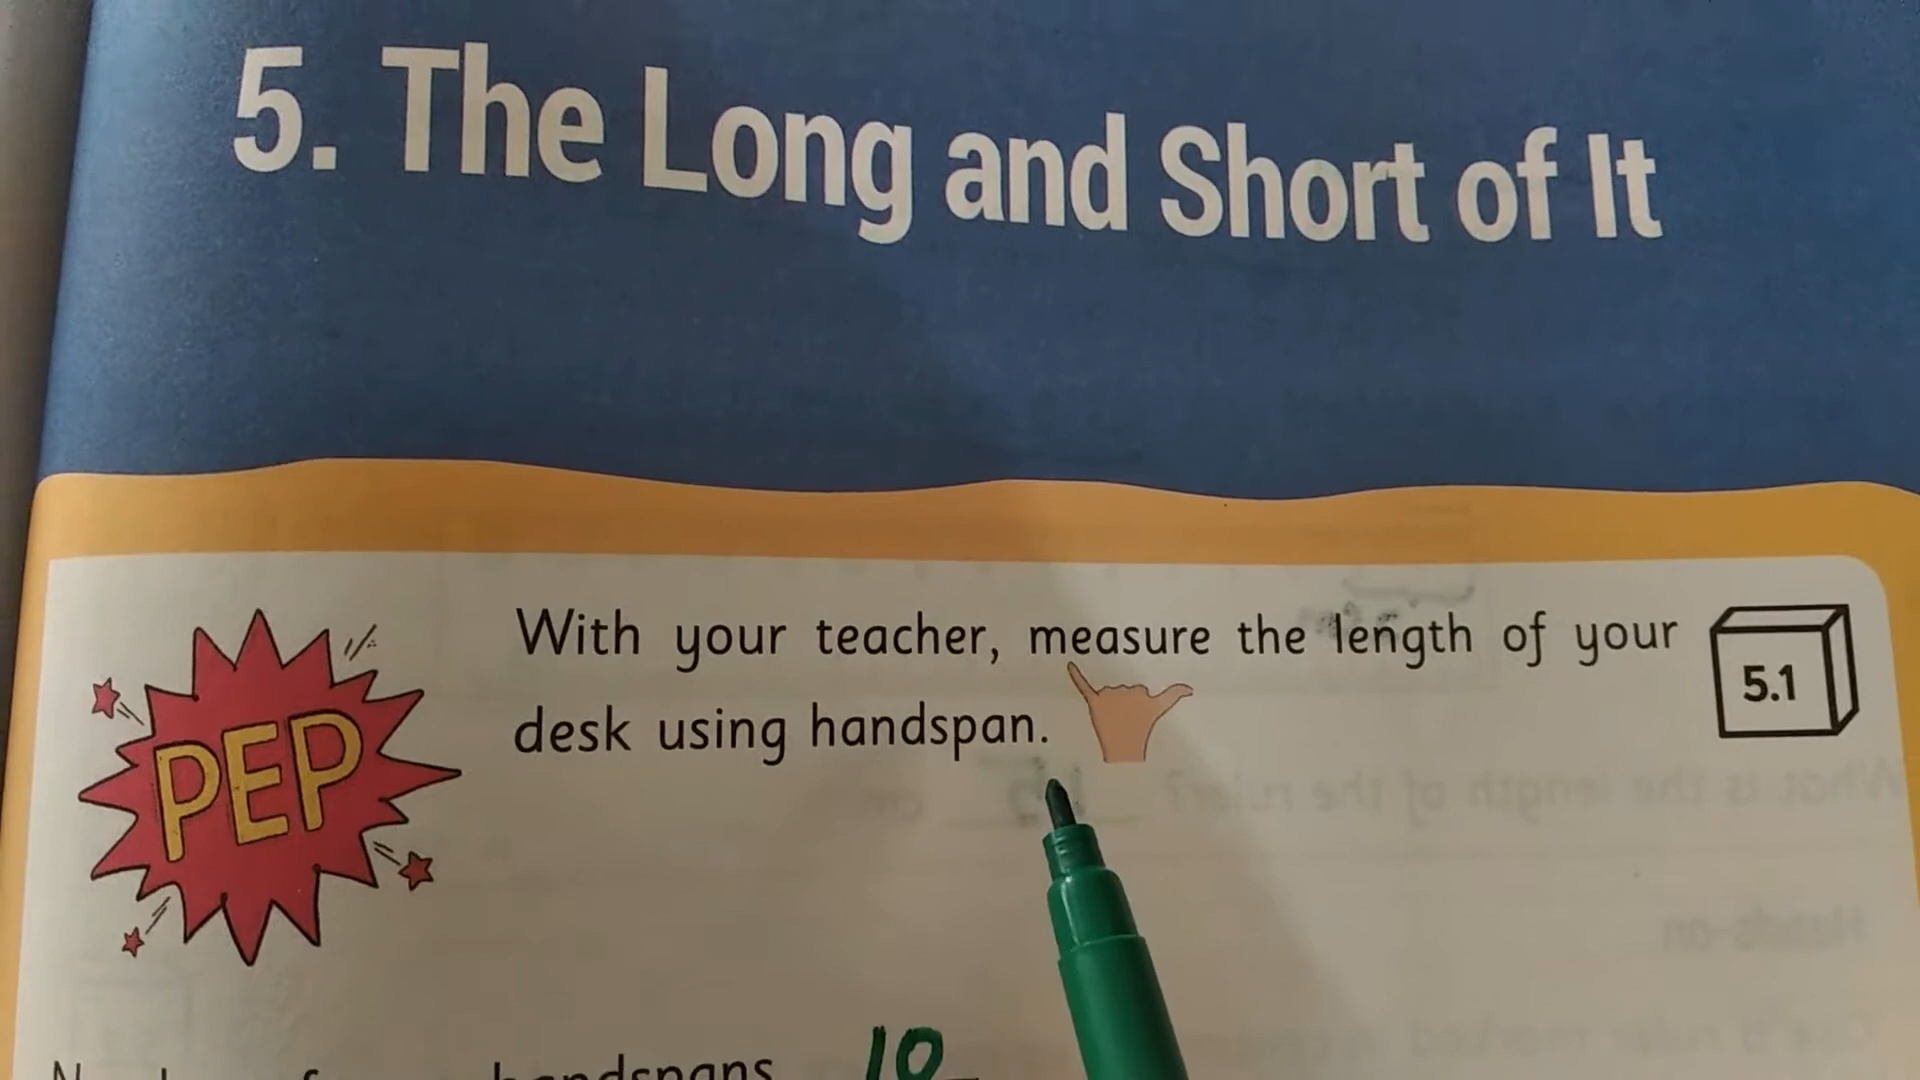 5. The Long and Short of It
PEP
With your teacher, measure the length of your
desk using handspan.
5.1
handspans 10